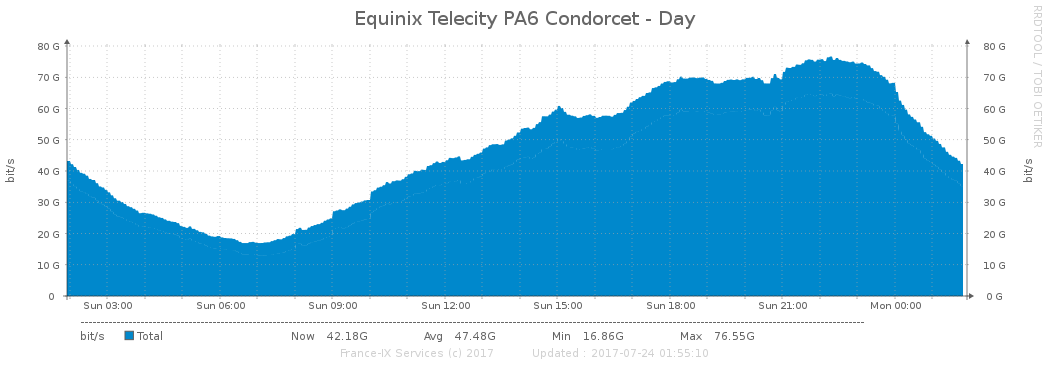 Equinix Telecity PA6 Condorcet - Day
RRDTOOL / TOBI OETIKER
80 G 80 G
70 G 70 G
60 G 60 G
50 G 50 G
40 G 40 G
30 G 30 G
20 G 20 G
10 G 10 G
0 0 G
bit/s bit/s
Sun 03:00 Sun 06:00 Sun 09:00 Sun 12:00 Sun 15:00 Sun 18:00 Sun 21:00 Mon 00:00
bit/s Total Now 42.18G Avg 47.48G Min 16.86G Max 76.55G
France-IX Services (c) 2017 Updated : 2017-07-24 01:55:10